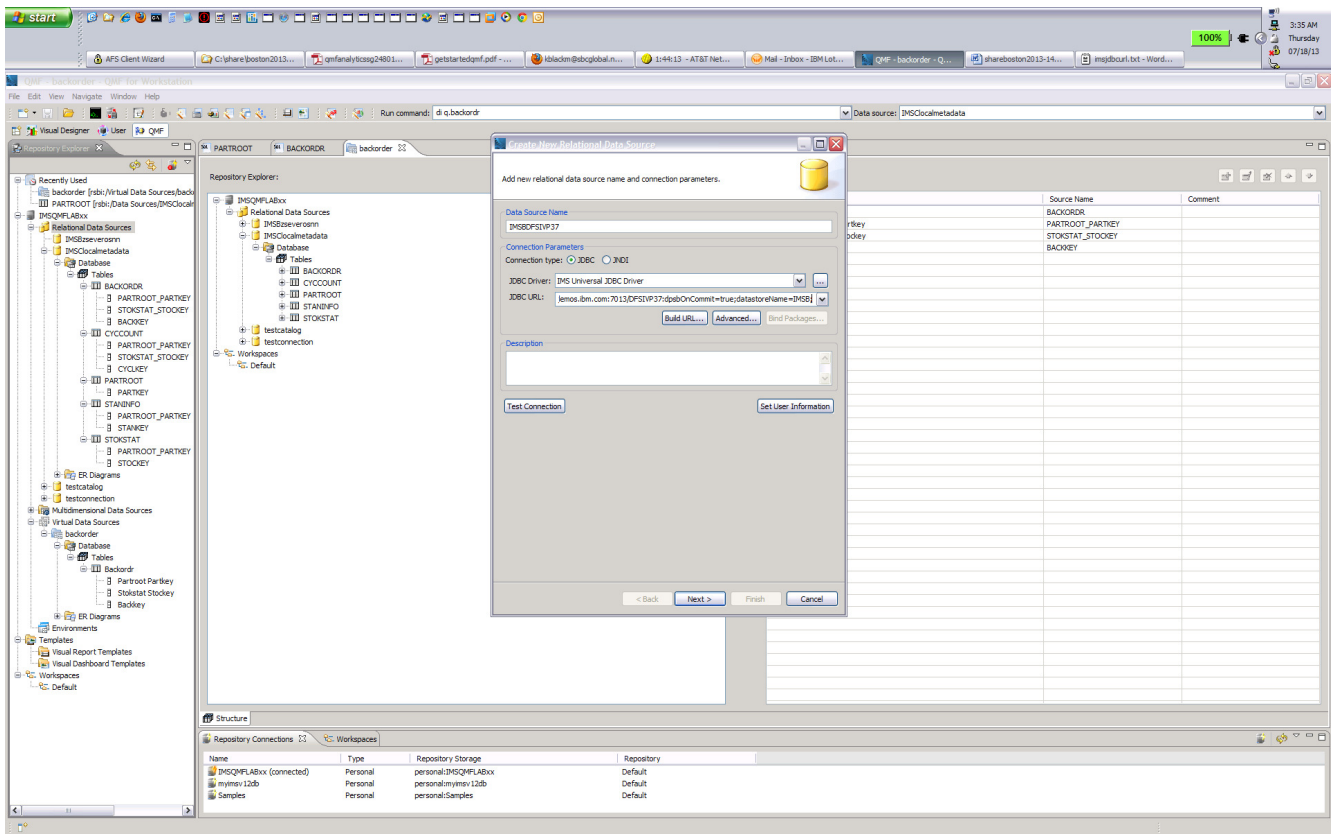 start
3:35 AM
100%
Thursday
07/18/13
AFS Client Wizard
C:\share\boston2013...
qmfanalyticssg24801...
getstartedqmf.pdf - ...
kblackm@sbcglobal.n...
1:44:13 - AT&T Net...
Mail - Inbox - IBM Lot...
QMF - backorder - Q...
shareboston2013-14...
imsjdbcurl.txt - Word...
QMF - backorder - QMF for Workstation
File Edit View Navigate Window Help
Run command: di q.backordr
Data source: IMSClocalmetadata
Visual Designer User QMF
Repository Explorer
Recently Used
backorder [rsbi:/Virtual Data Sources/back
PARTROOT [rsbi:/Data Sources/IMSClocalr
IMSQMFLABxx
Relational Data Sources
IMSBzseverosnn
IMSClocalmetadata
Database
Tables
BACKORDR
PARTROOT_PARTKEY
STOKSTAT_STOCKEY
BACKKEY
CYCCOUNT
PARTROOT_PARTKEY
STOKSTAT_STOCKEY
CYCLKEY
PARTROOT
PARTKEY
STANINFO
PARTROOT_PARTKEY
STANKEY
STOKSTAT
PARTROOT_PARTKEY
STOCKEY
ER Diagrams
testcatalog
testconnection
Multidimensional Data Sources
Virtual Data Sources
backorder
Database
Tables
Backordr
Partroot Partkey
Stokstat Stockey
Backkey
ER Diagrams
Environments
Templates
Visual Report Templates
Visual Dashboard Templates
Workspaces
Default
PARTROOT BACKORDR backorder
Repository Explorer:
IMSQMFLABxx
Relational Data Sources
IMSBzseverosnn
IMSClocalmetadata
Database
Tables
BACKORDR
CYCCOUNT
PARTROOT
STANINFO
STOKSTAT
testcatalog
testconnection
Workspaces
Default
Structure
Create New Relational Data Source
Add new relational data source name and connection parameters.
Data Source Name
IMSBDFSIVP37
Connection Parameters
Connection type: JDBC JNDI
JDBC Driver: IMS Universal JDBC Driver
...
JDBC URL: demos.ibm.com:7013/DFSIVP37:dpsbOnCommit=true;datastoreName=IMSB;
Build URL... Advanced... Bind Packages...
Description
Test Connection
Set User Information
< Back Next > Finish Cancel
Source Name Comment
BACKORDR
rtkey PARTROOT_PARTKEY
ockey STOKSTAT_STOCKEY
BACKKEY
Repository Connections Workspaces
Name Type Repository Storage Repository
IMSQMFLABxx (connected) Personal personal:IMSQMFLABxx Default
myimsv12db Personal personal:myimsv12db Default
Samples Personal personal:Samples Default